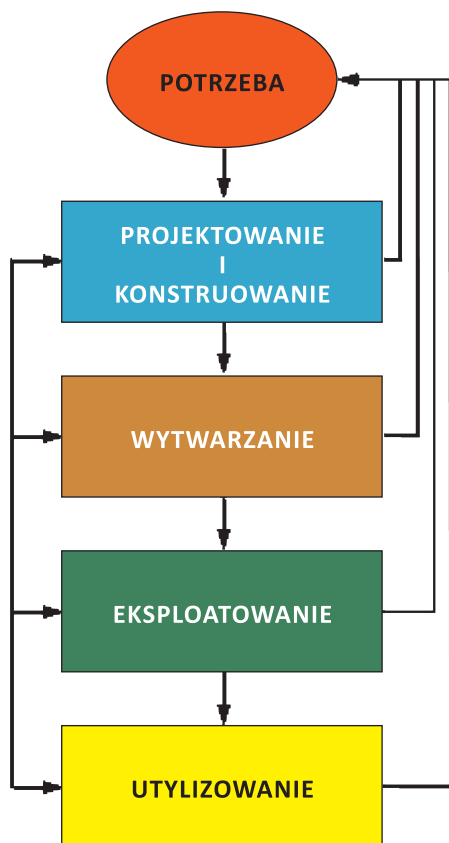 POTRZEBA
PROJEKTOWANIE
I
KONSTRUOWANIE
WYTWARZANIE
EKSPLOATOWANIE
UTYLIZOWANIE